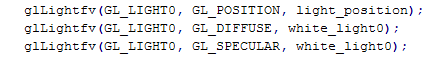 glLightfv(GL_LIGHT0, GL_POSITION, light_position);
glLightfv(GL_LIGHT0, GL_DIFFUSE, white_light0);
glLightfv(GL_LIGHT0, GL_SPECULAR, white_light0);